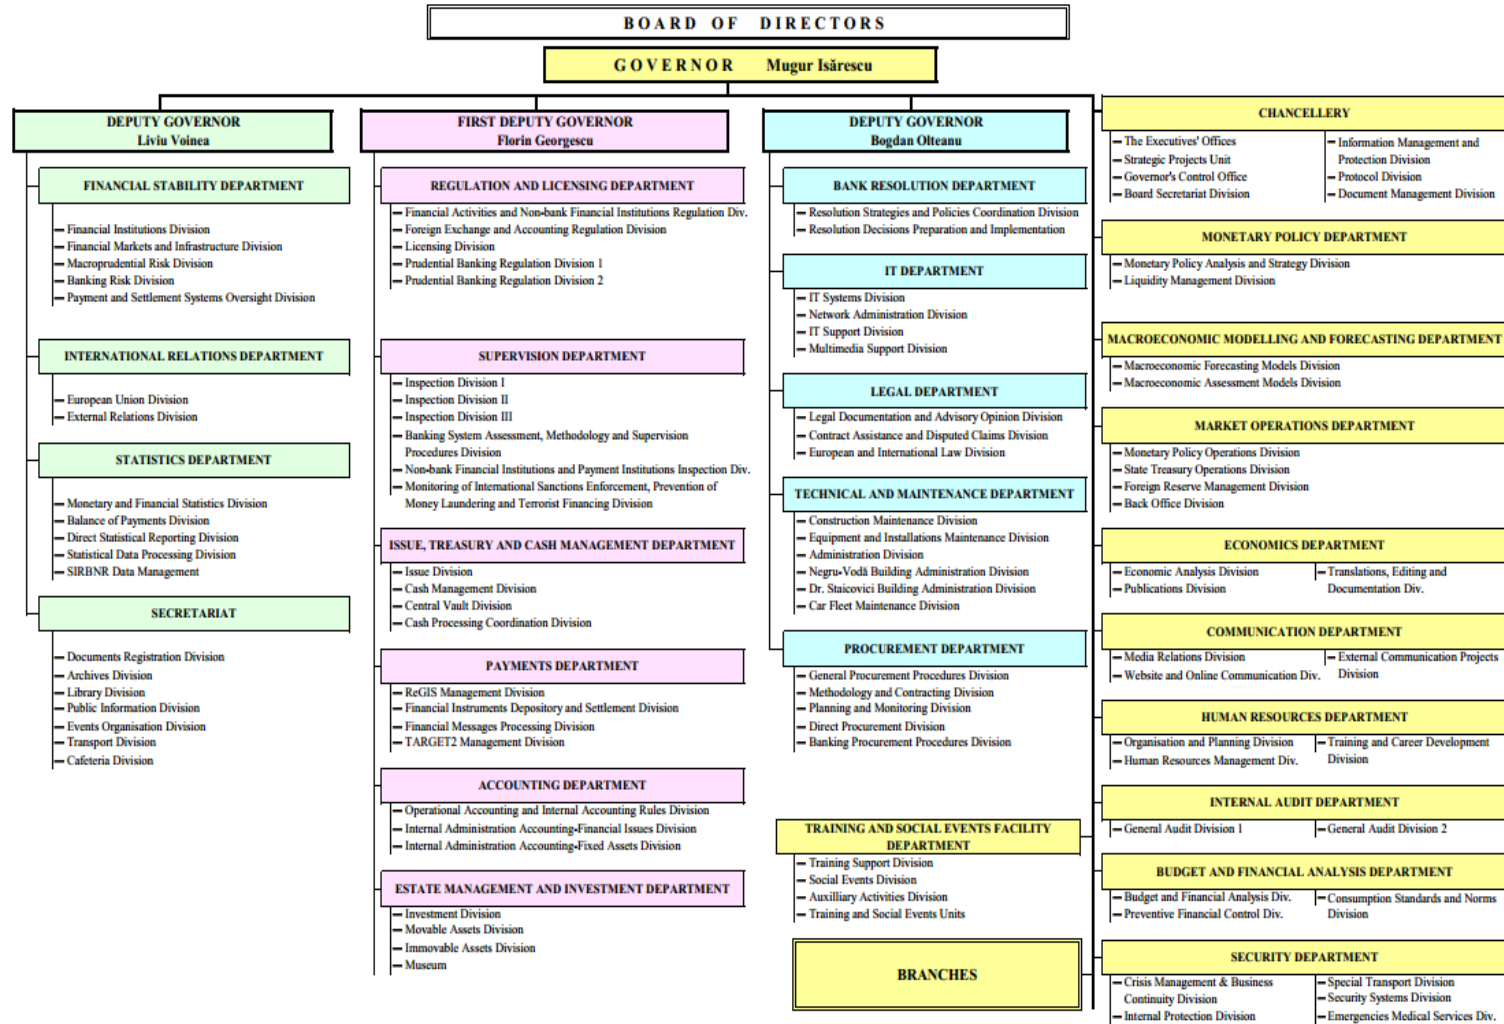 BOARD OF DIRECTORS
GOVERNOR Mugur Isărescu
DEPUTY GOVERNOR
Liviu Voinea
FINANCIAL STABILITY DEPARTMENT
Financial Institutions Division
Financial Markets and Infrastructure Division
Macroprudential Risk Division
Banking Risk Division
Payment and Settlement Systems Oversight Division
INTERNATIONAL RELATIONS DEPARTMENT
European Union Division
External Relations Division
STATISTICS DEPARTMENT
Monetary and Financial Statistics Division
Balance of Payments Division
Direct Statistical Reporting Division
Statistical Data Processing Division
SIRBNR Data Management
SECRETARIAT
Documents Registration Division
Archives Division
Library Division
Public Information Division
Events Organisation Division
Transport Division
Cafeteria Division
FIRST DEPUTY GOVERNOR
Florin Georgescu
REGULATION AND LICENSING DEPARTMENT
Financial Activities and Non-bank Financial Institutions Regulation Div.
Foreign Exchange and Accounting Regulation Division
Licensing Division
Prudential Banking Regulation Division 1
Prudential Banking Regulation Division 2
SUPERVISION DEPARTMENT
Inspection Division I
Inspection Division II
Inspection Division III
Banking System Assessment, Methodology and Supervision
Procedures Division
Non-bank Financial Institutions and Payment Institutions Inspection Div.
Monitoring of International Sanctions Enforcement, Prevention of
Money Laundering and Terrorist Financing Division
ISSUE, TREASURY AND CASH MANAGEMENT DEPARTMENT
Issue Division
Cash Management Division
Central Vault Division
Cash Processing Coordination Division
PAYMENTS DEPARTMENT
ReGIS Management Division
Financial Instruments Depository and Settlement Division
Financial Messages Processing Division
TARGET2 Management Division
ACCOUNTING DEPARTMENT
Operational Accounting and Internal Accounting Rules Division
Internal Administration Accounting-Financial Issues Division
Internal Administration Accounting-Fixed Assets Division
ESTATE MANAGEMENT AND INVESTMENT DEPARTMENT
Investment Division
Movable Assets Division
Immovable Assets Division
Museum
DEPUTY GOVERNOR
Bogdan Olteanu
BANK RESOLUTION DEPARTMENT
Resolution Strategies and Policies Coordination Division
Resolution Decisions Preparation and Implementation
IT DEPARTMENT
IT Systems Division
Network Administration Division
IT Support Division
Multimedia Support Division
LEGAL DEPARTMENT
Legal Documentation and Advisory Opinion Division
Contract Assistance and Disputed Claims Division
European and International Law Division
TECHNICAL AND MAINTENANCE DEPARTMENT
Construction Maintenance Division
Equipment and Installations Maintenance Division
Administration Division
Negru-Vodă Building Administration Division
Dr. Staicovici Building Administration Division
Car Fleet Maintenance Division
PROCUREMENT DEPARTMENT
General Procurement Procedures Division
Methodology and Contracting Division
Planning and Monitoring Division
Direct Procurement Division
Banking Procurement Procedures Division
TRAINING AND SOCIAL EVENTS FACILITY
DEPARTMENT
Training Support Division
Social Events Division
Auxilliary Activities Division
Training and Social Events Units
BRANCHES
CHANCELLERY
The Executives' Offices
Strategic Projects Unit
Governor's Control Office
Board Secretariat Division
Information Management and
Protection Division
Protocol Division
Document Management Division
MONETARY POLICY DEPARTMENT
Monetary Policy Analysis and Strategy Division
Liquidity Management Division
MACROECONOMIC MODELLING AND FORECASTING DEPARTMENT
Macroeconomic Forecasting Models Division
Macroeconomic Assessment Models Division
MARKET OPERATIONS DEPARTMENT
Monetary Policy Operations Division
State Treasury Operations Division
Foreign Reserve Management Division
Back Office Division
ECONOMICS DEPARTMENT
Economic Analysis Division
Publications Division
Translations, Editing and
Documentation Div.
COMMUNICATION DEPARTMENT
Media Relations Division
Website and Online Communication Div.
External Communication Projects
Division
HUMAN RESOURCES DEPARTMENT
Organisation and Planning Division
Human Resources Management Div.
Training and Career Development
Division
INTERNAL AUDIT DEPARTMENT
General Audit Division 1
General Audit Division 2
BUDGET AND FINANCIAL ANALYSIS DEPARTMENT
Budget and Financial Analysis Div.
Preventive Financial Control Div.
Consumption Standards and Norms
Division
SECURITY DEPARTMENT
Crisis Management & Business
Continuity Division
Internal Protection Division
Special Transport Division
Security Systems Division
Emergencies Medical Services Div.